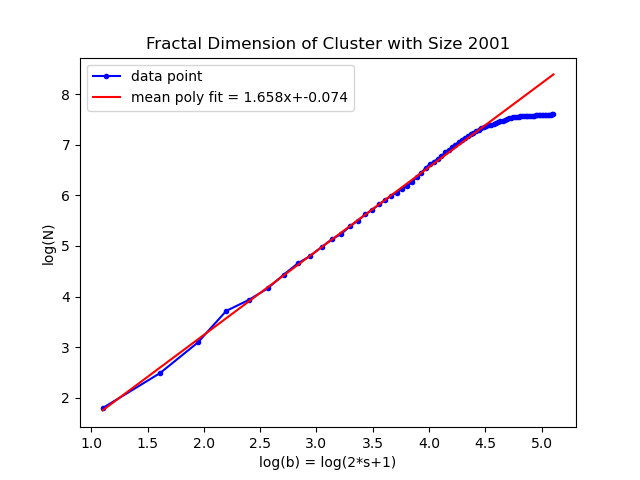 Fractal Dimension of Cluster with Size 2001
data point
mean poly fit = 1.658x+-0.074
log(N)
8
7
6
5
4
3
2
1.0 1.5 2.0 2.5 3.0 3.5 4.0 4.5 5.0
log(b) = log(2*s+1)